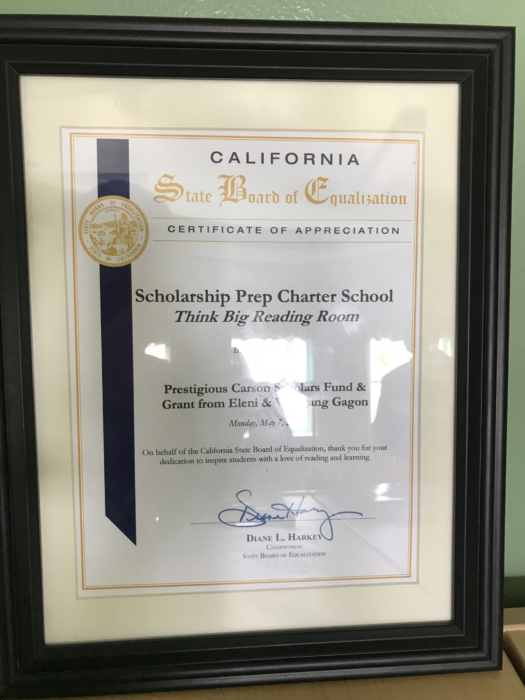 CALIFORNIA
State Board of Equalization
CERTIFICATE OF APPRECIATION
Scholarship Prep Charter School
Think Big Reading Room
Prestigious Carson Fund &
Grant from Eleni & Gagon
Monday, May 7,
On behalf of the California State Board of Equalization, thank you for your
dedication to inspire students with a love of reading and learning.
DIANE L. HARKEY
CHAIRWOMAN
STATE BOARD OF EQUALIZATION